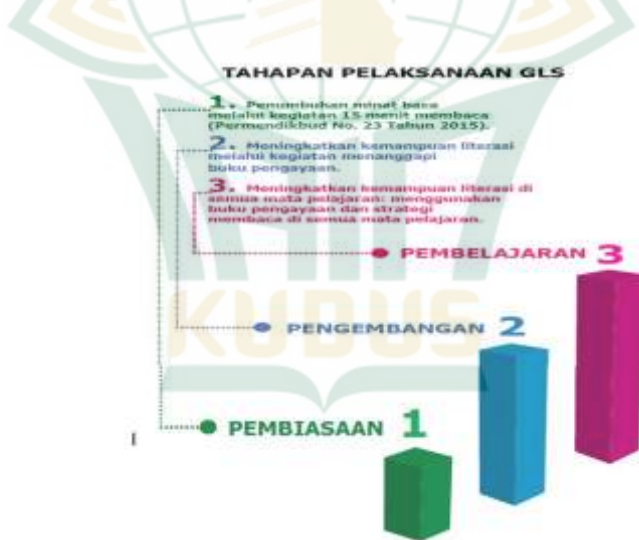 TAHAPAN PELAKSANAAN GLS
1. Penumbuhan minat baca
melalui kegiatan 15 menit membaca
(Permendikbud No. 23 Tahun 2015).
2. Meningkatkan kemampuan literasi
melalui kegiatan menanggapi
buku pengayaan.
3. Meningkatkan kemampuan literasi di
semua mata pelajaran: menggunakan
buku pengayaan dan strategi
membaca di semua mata pelajaran.
PEMBELAJARAN 3
PENGEMBANGAN 2
PEMBIASAAN 1
KUDUS